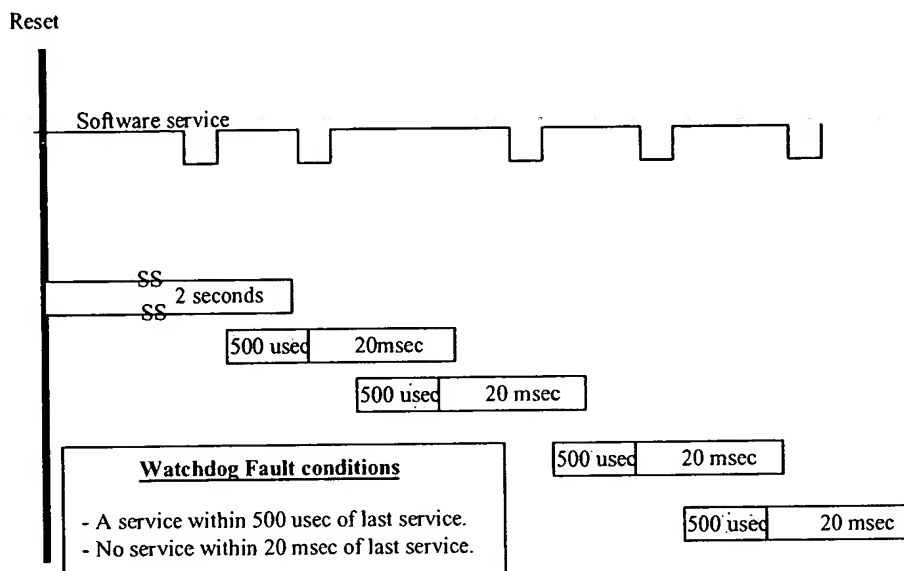 Reset
Software service
SS
2 seconds
SS
500 usec 20msec
500 usec 20 msec
500 usec 20 msec
500 usec 20 msec
Watchdog Fault conditions
- A service within 500 usec of last service.
- No service within 20 msec of last service.